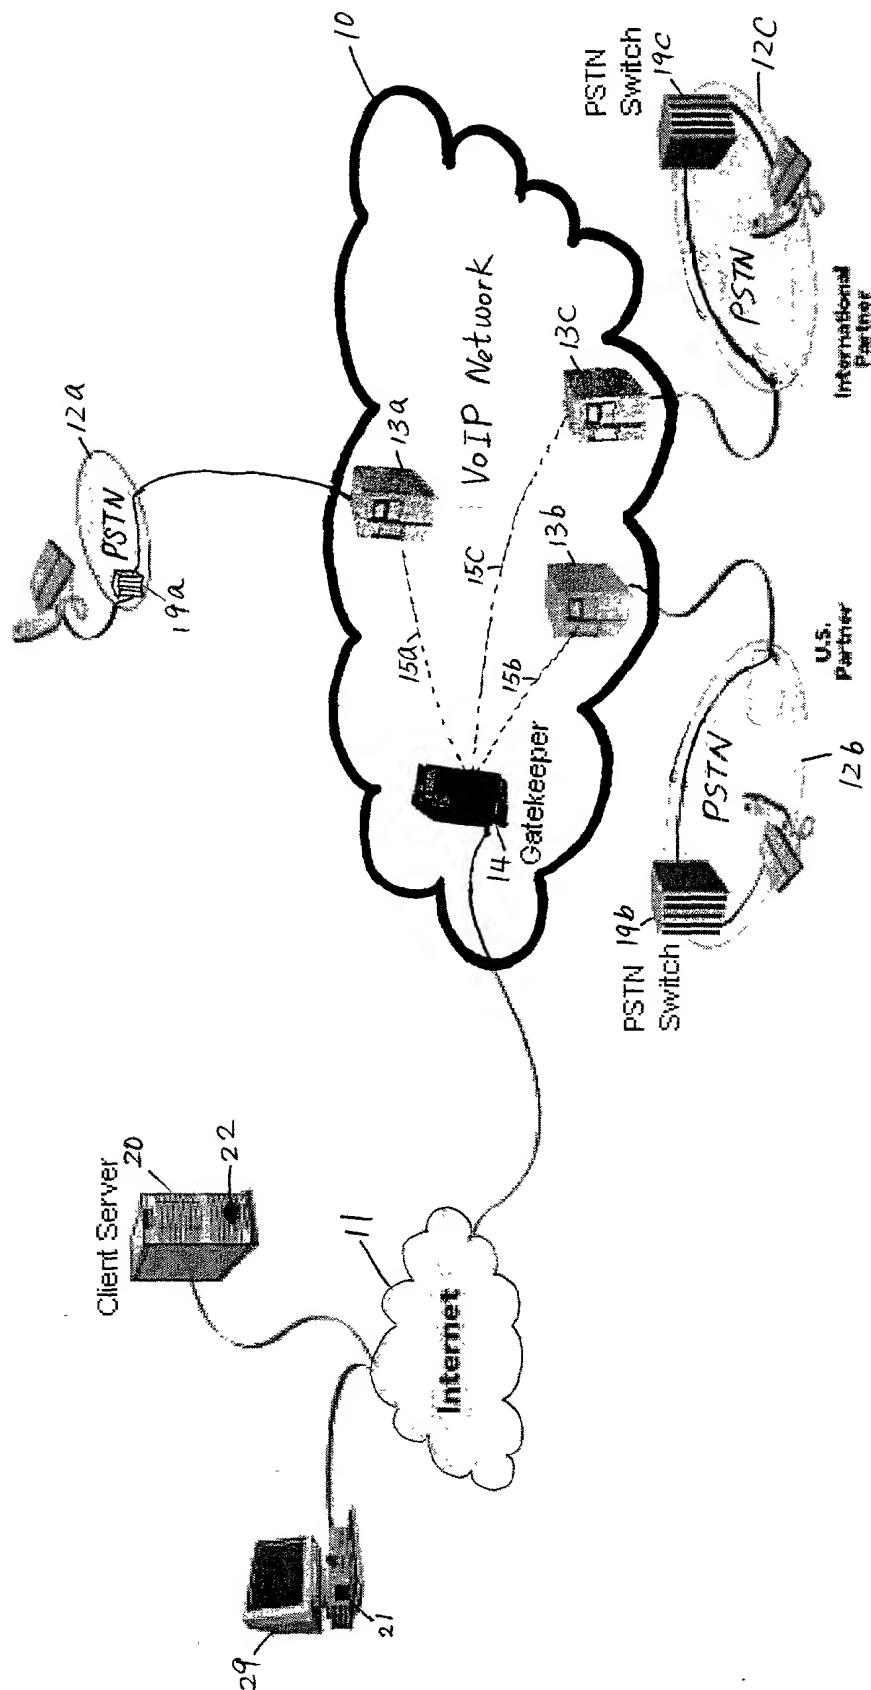 10
12a
PSTN
19a
13a
VoIP Network
15a
15c
13c
15b
13b
Gatekeeper
14
PSTN
Switch
19c
12c
PSTN
International
Partner
U.S.
Partner
PSTN
12b
19b
PSTN
Switch
Client Server
20
22
11
Internet
29
21